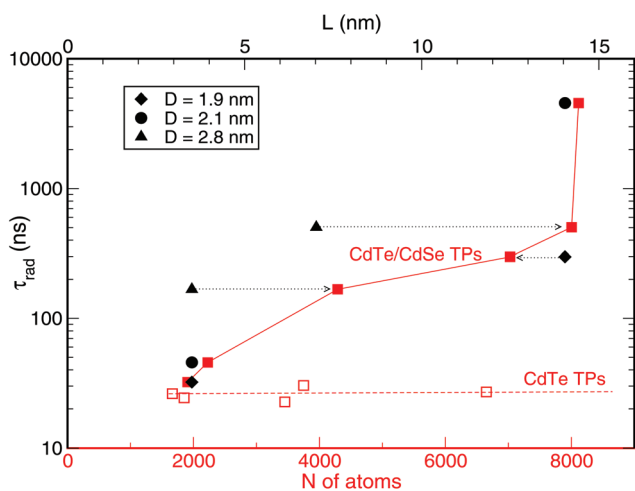 L (nm)
0 5 10 15
10000
1000
100
10
τrad (ns)
D = 1.9 nm
D = 2.1 nm
D = 2.8 nm
CdTe/CdSe TPs
CdTe TPs
0 2000 4000 6000 8000
N of atoms